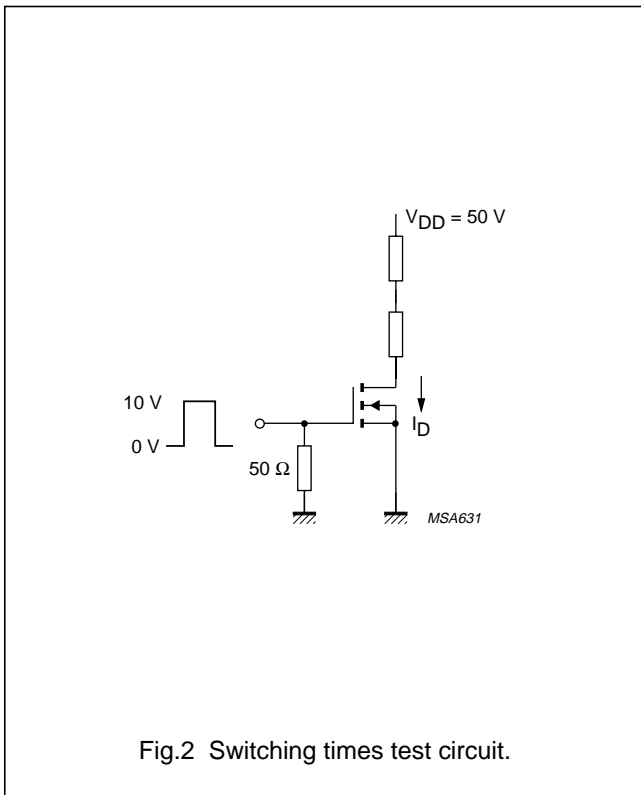 V_DD = 50 V
10 V
0 V
I_D
50 Ω
MSA631
Fig.2 Switching times test circuit.